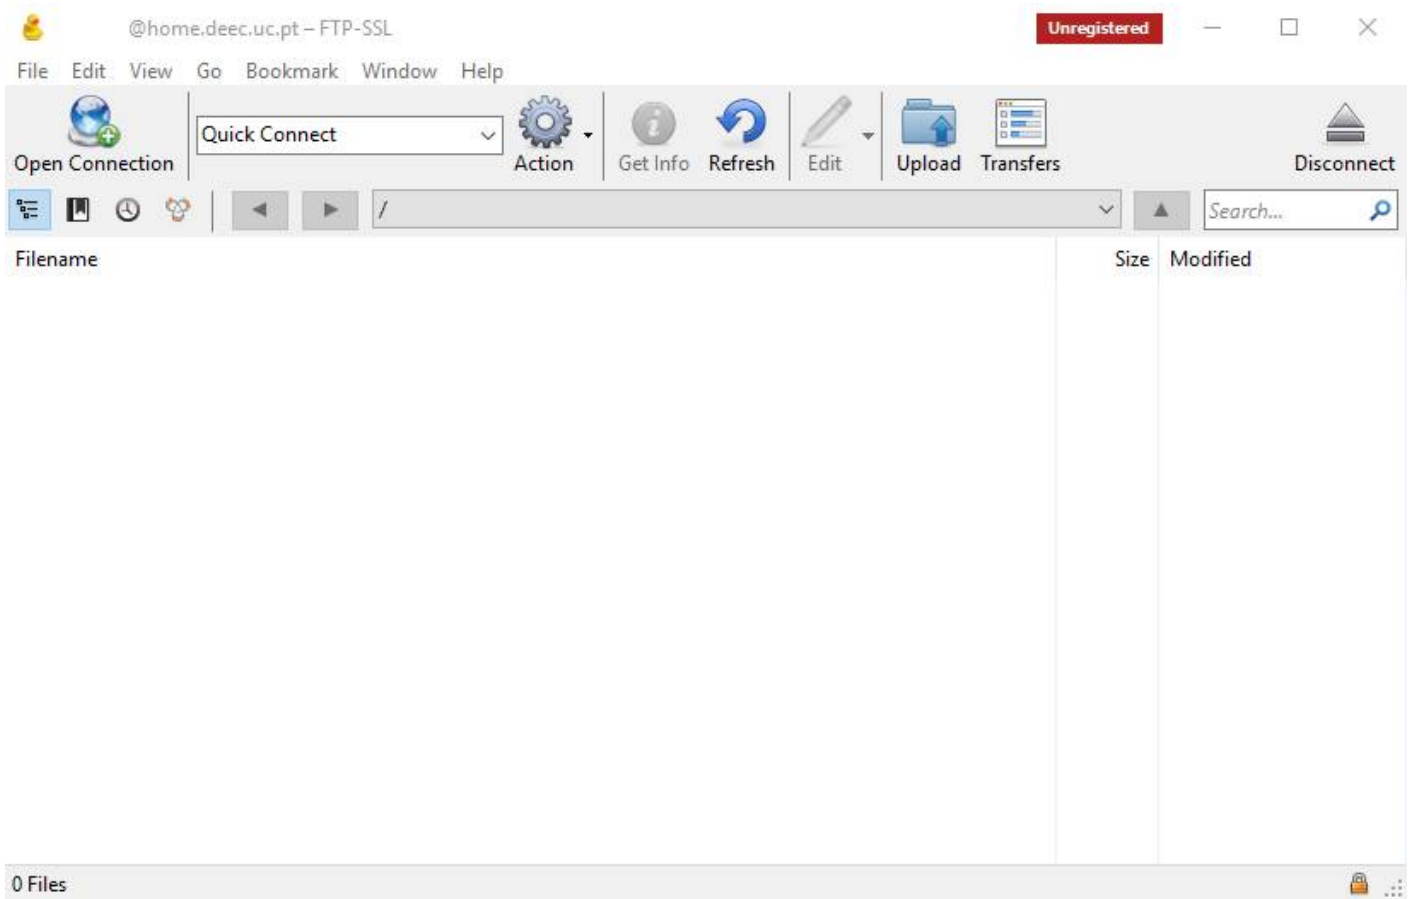 @home.deec.uc.pt – FTP-SSL Unregistered
File Edit View Go Bookmark Window Help
Quick Connect
Open Connection Action Get Info Refresh Edit Upload Transfers Disconnect
/ Search...
Filename Size Modified
0 Files